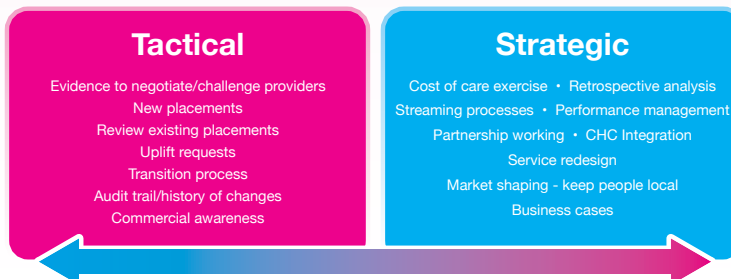 Tactical
Evidence to negotiate/challenge providers
New placements
Review existing placements
Uplift requests
Transition process
Audit trail/history of changes
Commercial awareness
Strategic
Cost of care exercise • Retrospective analysis
Streaming processes • Performance management
Partnership working • CHC Integration
Service redesign
Market shaping - keep people local
Business cases